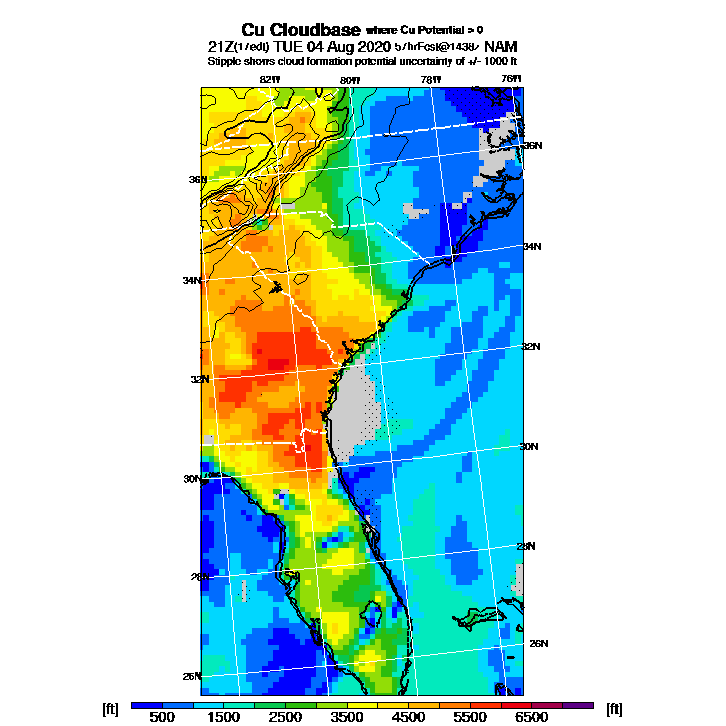 Cu Cloudbase where Cu Potential > 0
21Z(17edt) TUE 04 Aug 2020 57hrFcst@1438z NAM
Stipple shows cloud formation potential uncertainty of +/- 1000 ft
82W 80W 78W 76W
36N
36N
34N
34N
32N
32N
30N
30N
28N
28N
26N
26N
[ft] 500 1500 2500 3500 4500 5500 6500 [ft]